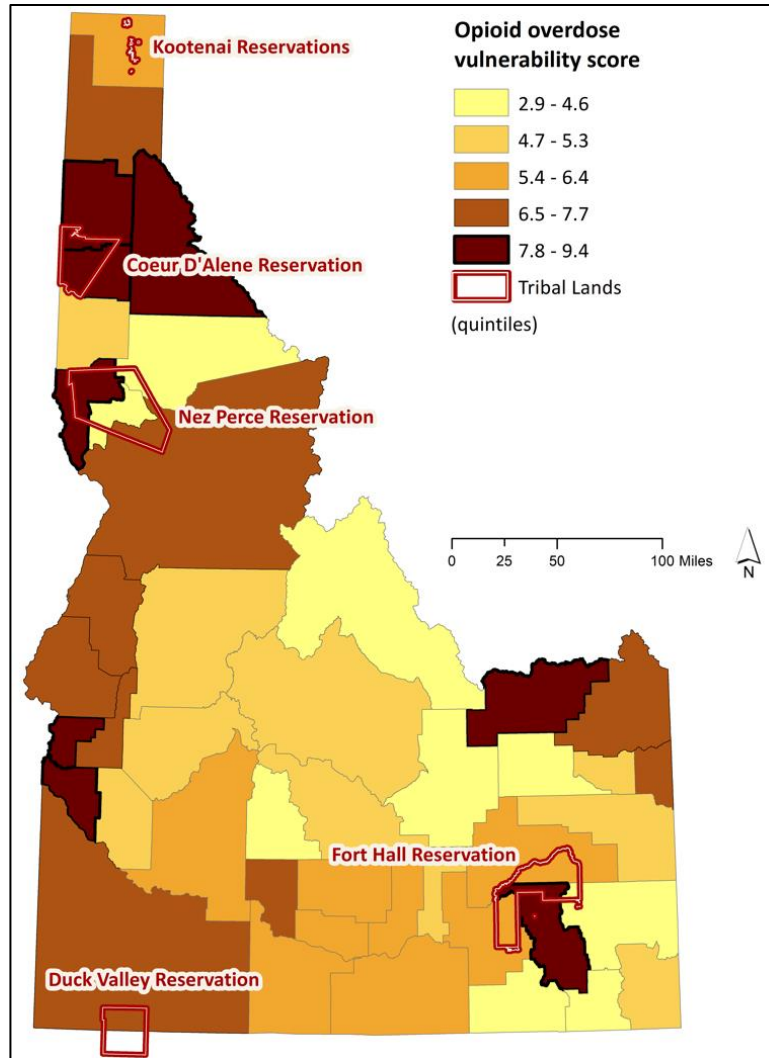 Kootenai Reservations
Opioid overdose
vulnerability score
2.9 - 4.6
4.7 - 5.3
5.4 - 6.4
6.5 - 7.7
7.8 - 9.4
Tribal Lands
(quintiles)
Coeur D'Alene Reservation
Nez Perce Reservation
0 25 50 100 Miles
N
Fort Hall Reservation
Duck Valley Reservation